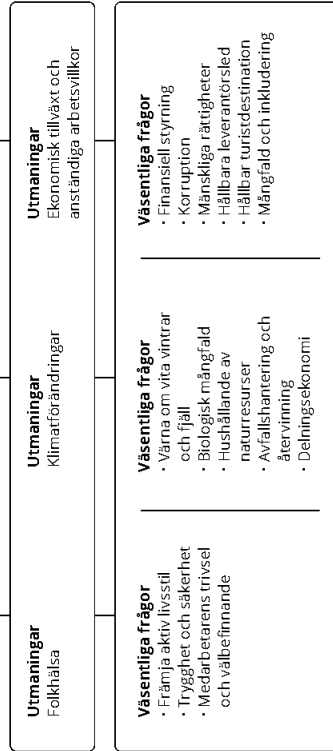 Utmaningar
Folkhälsa
Utmaningar
Klimatförändringar
Utmaningar
Ekonomisk tillväxt och
anständiga arbetsvillkor
Väsentliga frågor
· Främja aktiv livsstil
· Trygghet och säkerhet
· Medarbetarens trivsel
och välbefinnande
Väsentliga frågor
· Värna om vita vintrar
och fjäll
· Biologisk mångfald
· Hushållande av
naturresurser
· Avfallshantering och
återvinning
· Delningsekonomi
Väsentliga frågor
· Finansiell styrning
· Korruption
· Mänskliga rättigheter
· Hållbara leverantörsled
· Hållbar turistdestination
· Mångfald och inkludering